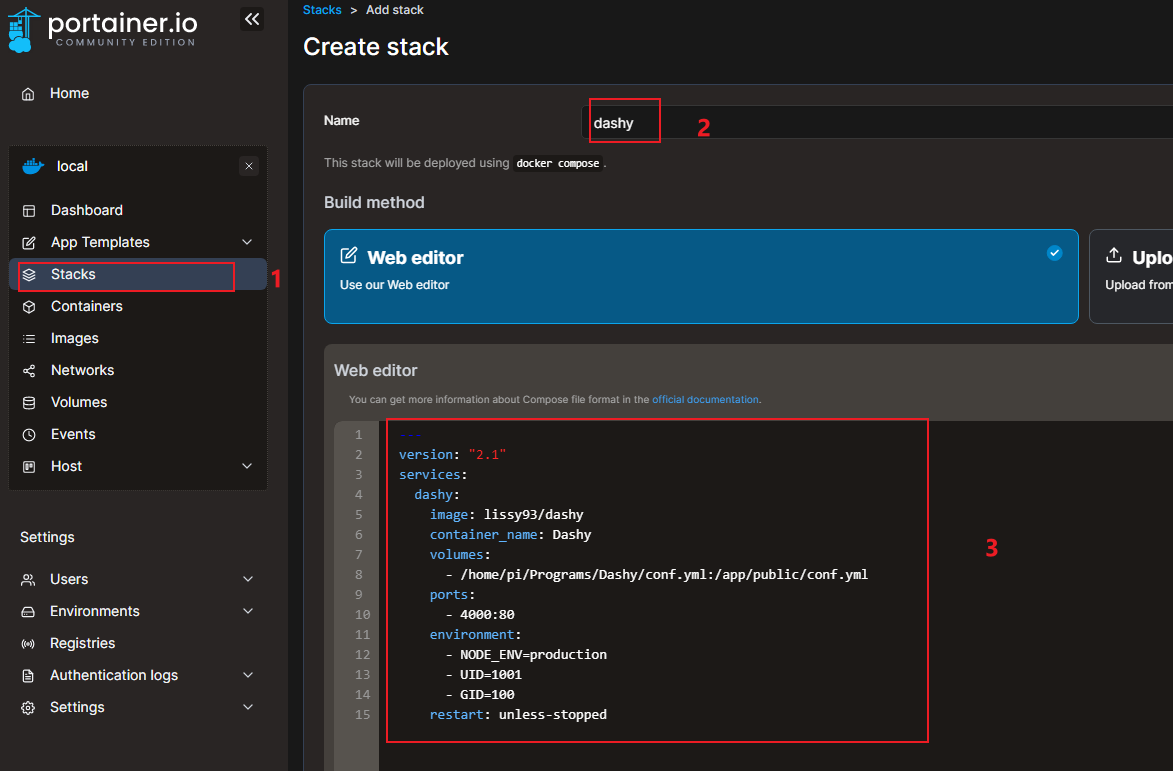 portainer.io
COMMUNITY EDITION
Home
local
Dashboard
App Templates
Stacks
1
Containers
Images
Networks
Volumes
Events
Host
Settings
Users
Environments
Registries
Authentication logs
Settings
Stacks > Add stack
Create stack
Name
dashy
2
This stack will be deployed using docker compose .
Build method
Web editor
Use our Web editor
Uplo
Upload from
Web editor
You can get more information about Compose file format in the official documentation.
1
2 version: "2.1"
3 services:
4 dashy:
5 image: lissy93/dashy
6 container_name: Dashy
7 volumes:
8 - /home/pi/Programs/Dashy/conf.yml:/app/public/conf.yml
9 ports:
10 - 4000:80
11 environment:
12 - NODE_ENV=production
13 - UID=1001
14 - GID=100
15 restart: unless-stopped
3